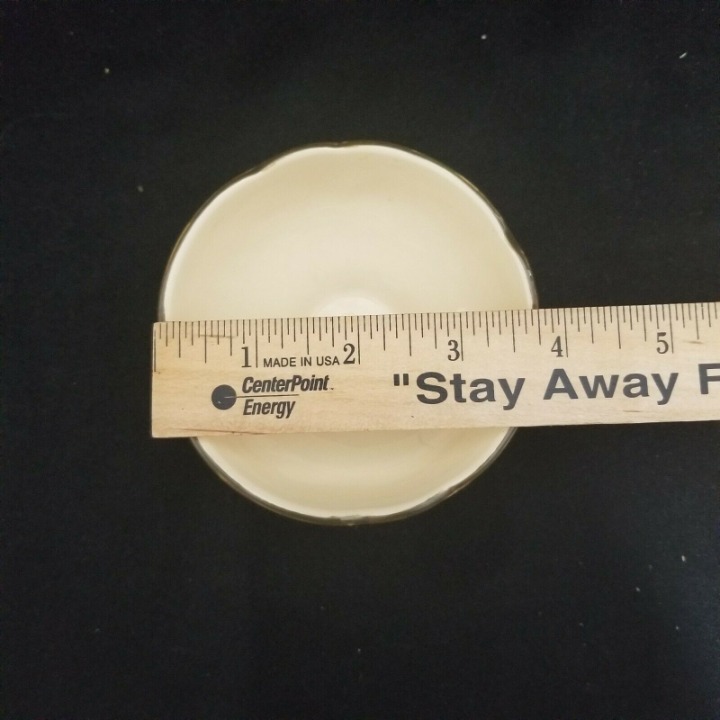 1 2 3 4 5
MADE IN USA
CenterPoint
Energy
"Stay Away F